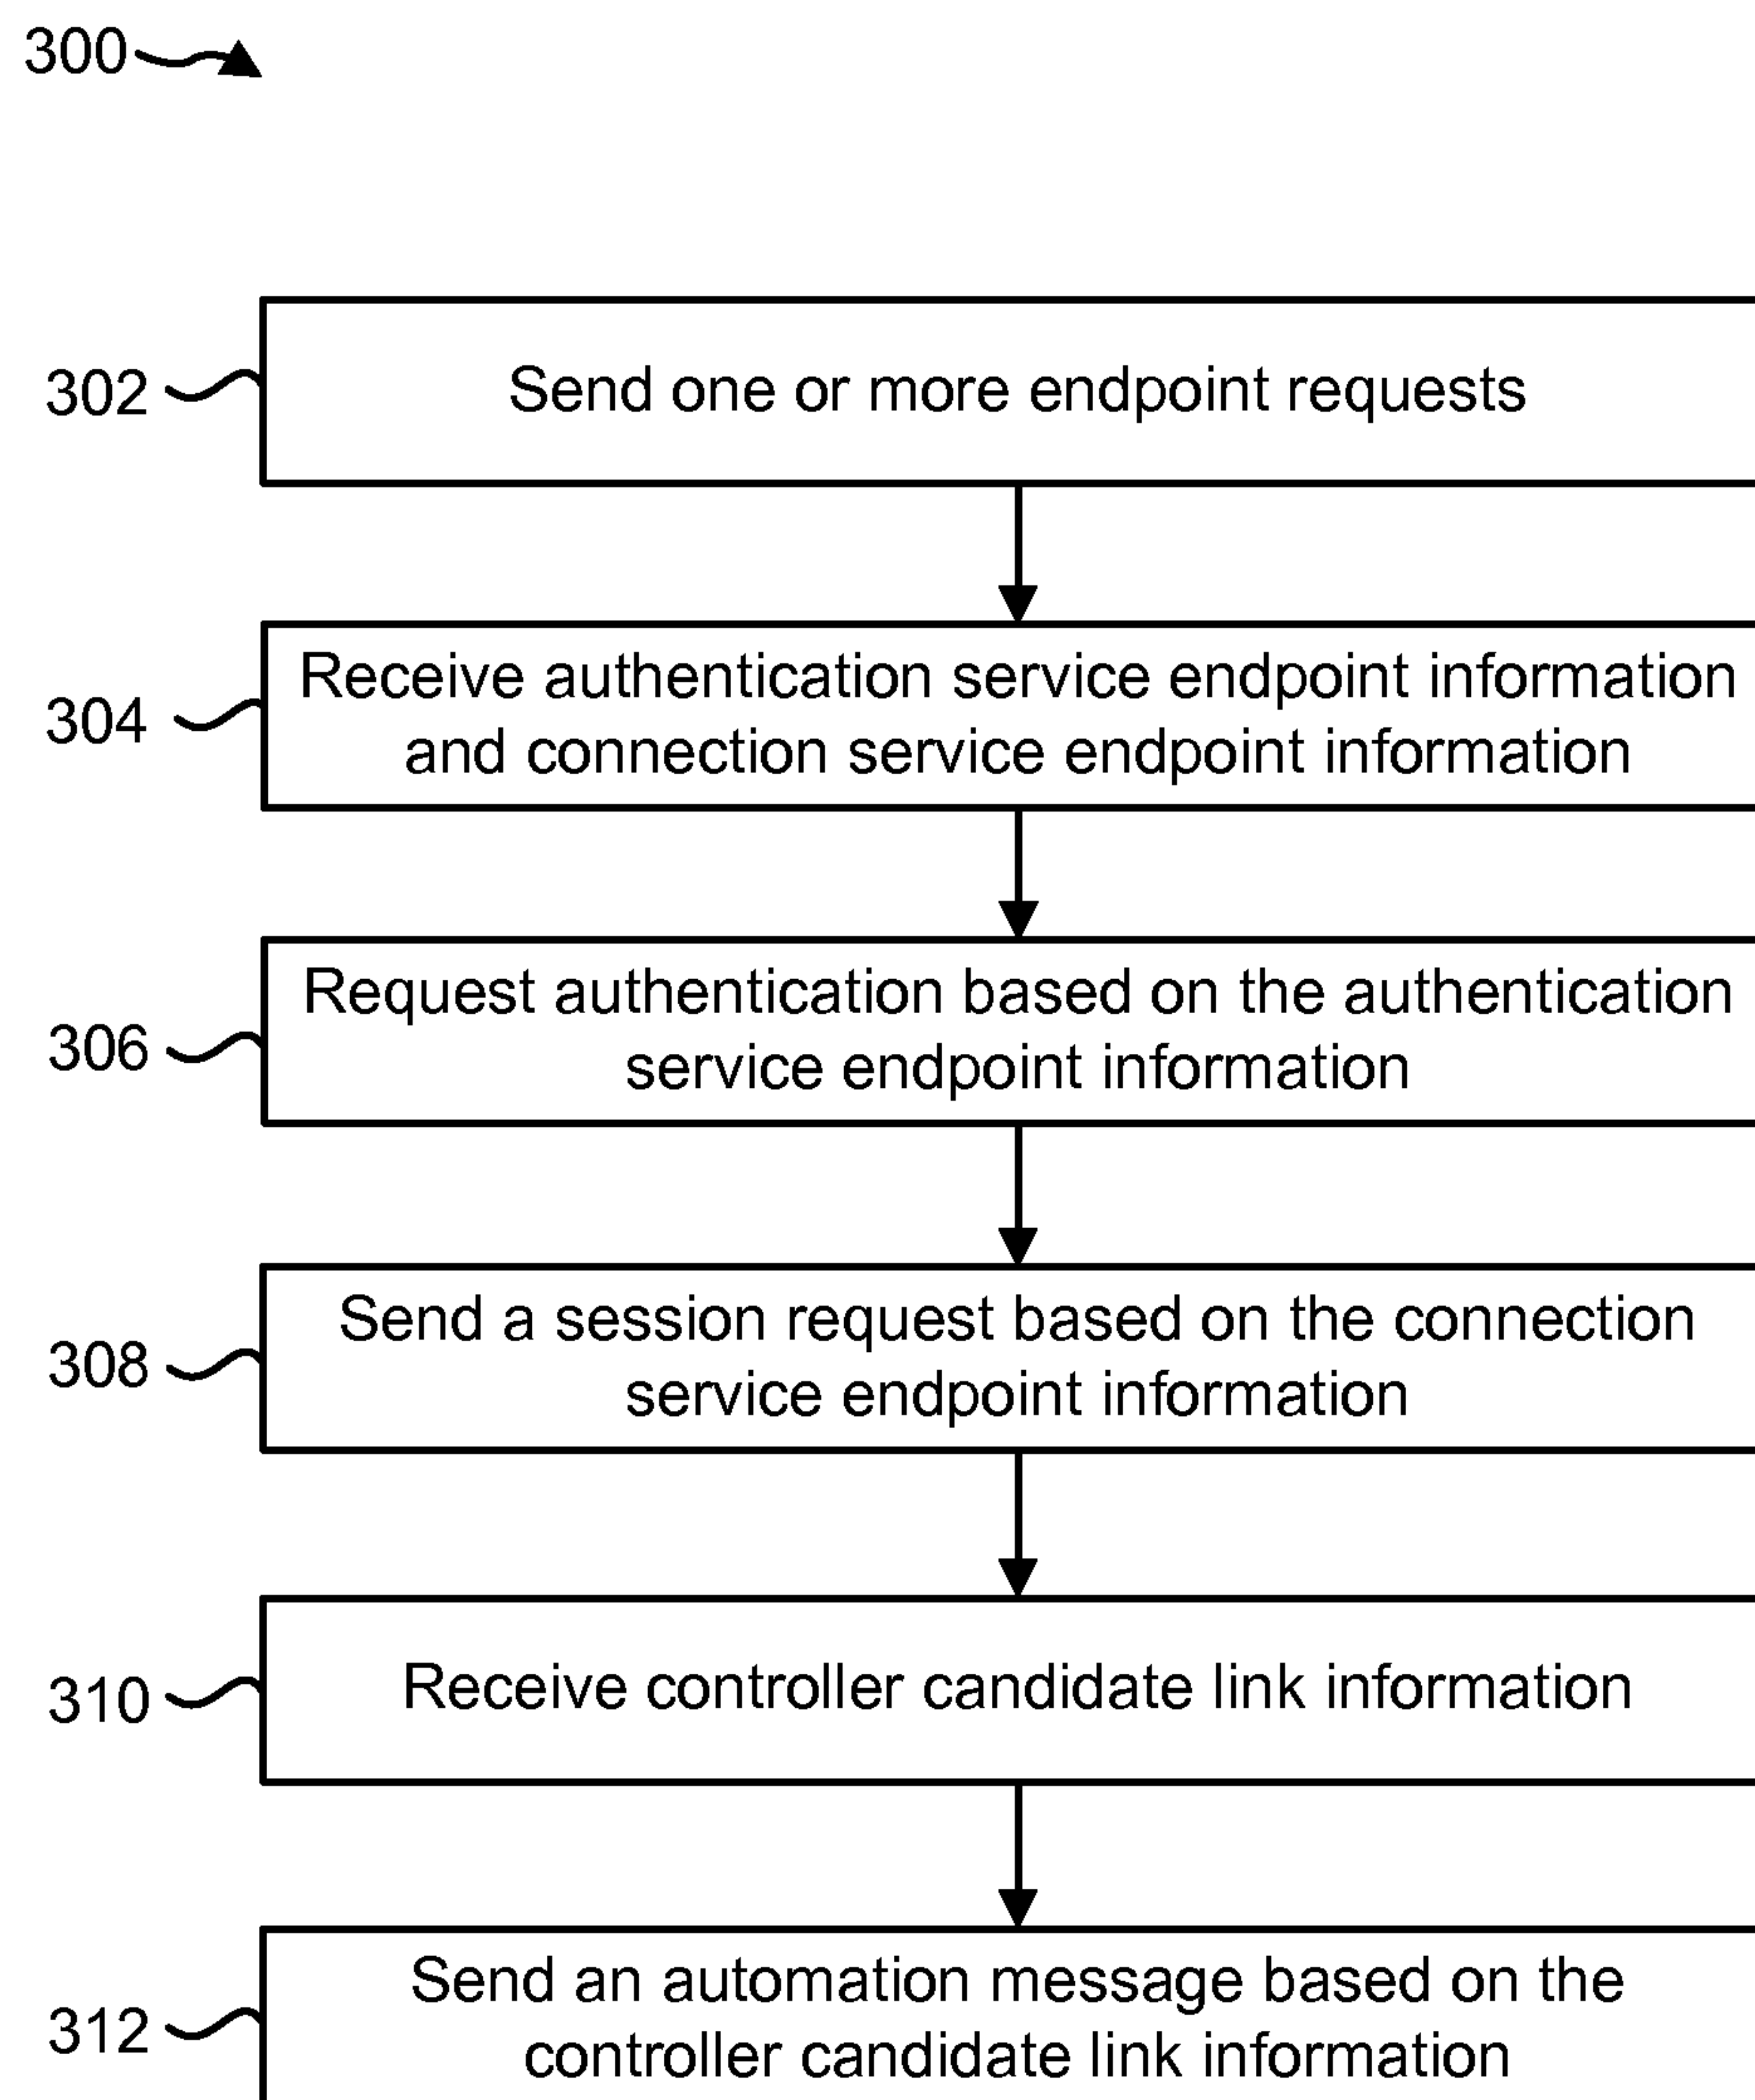 300
302
Send one or more endpoint requests
304
Receive authentication service endpoint information
and connection service endpoint information
306
Request authentication based on the authentication
service endpoint information
308
Send a session request based on the connection
service endpoint information
310
Receive controller candidate link information
312
Send an automation message based on the
controller candidate link information